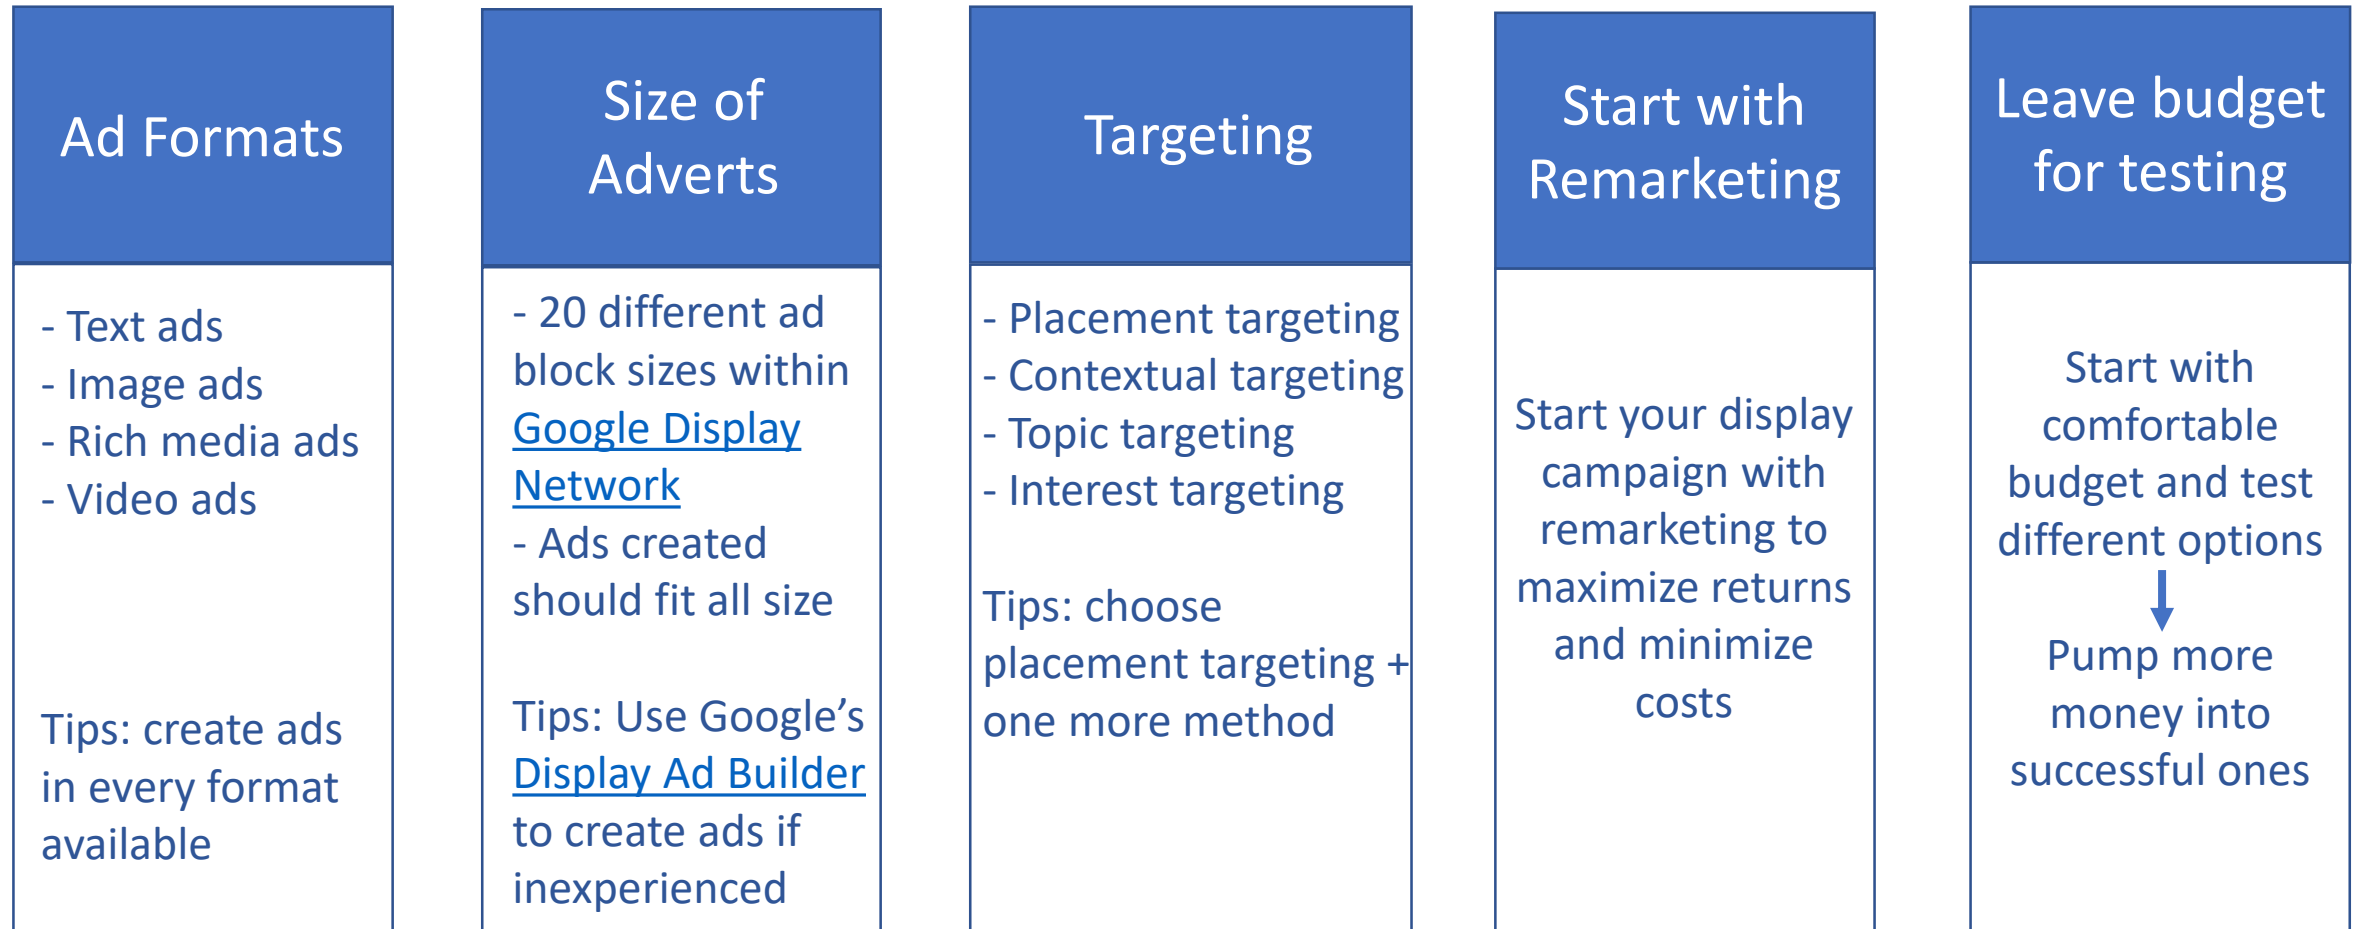 Ad Formats
- Text ads
- Image ads
- Rich media ads
- Video ads
Tips: create ads
in every format
available
Size of
Adverts
- 20 different ad
block sizes within
Google Display
Network
- Ads created
should fit all size
Tips: Use Google’s
Display Ad Builder
to create ads if
inexperienced
Targeting
- Placement targeting
- Contextual targeting
- Topic targeting
- Interest targeting
Tips: choose
placement targeting +
one more method
Start with
Remarketing
Start your display
campaign with
remarketing to
maximize returns
and minimize
costs
Leave budget
for testing
Start with
comfortable
budget and test
different options
Pump more
money into
successful ones